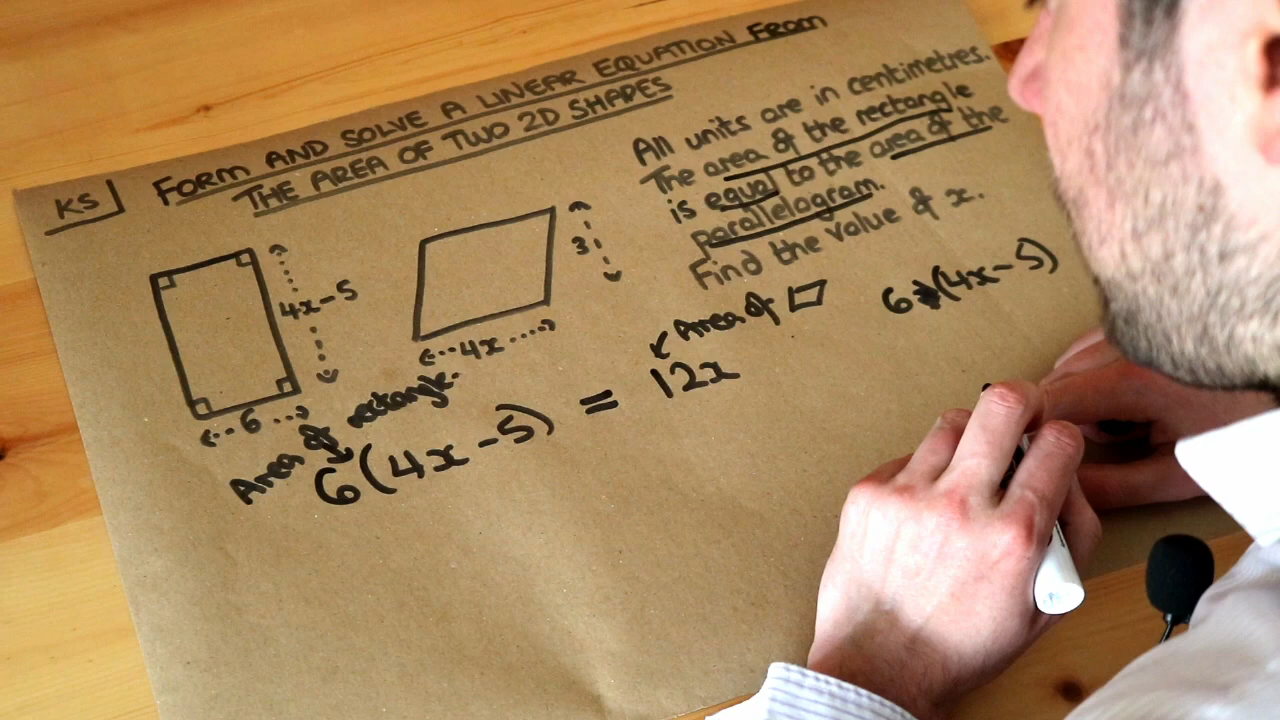 KS
FORM AND SOLVE A LINEAR EQUATION FROM
THE AREA OF TWO 2D SHAPES
All units are in centimetres.
The area of the rectangle
is equal to the area of the
parallelogram.
Find the value of x.
4x-5
6
3
4x
Area of rectangle.
Area of
6(4x-5)
6(4x-5) = 12x